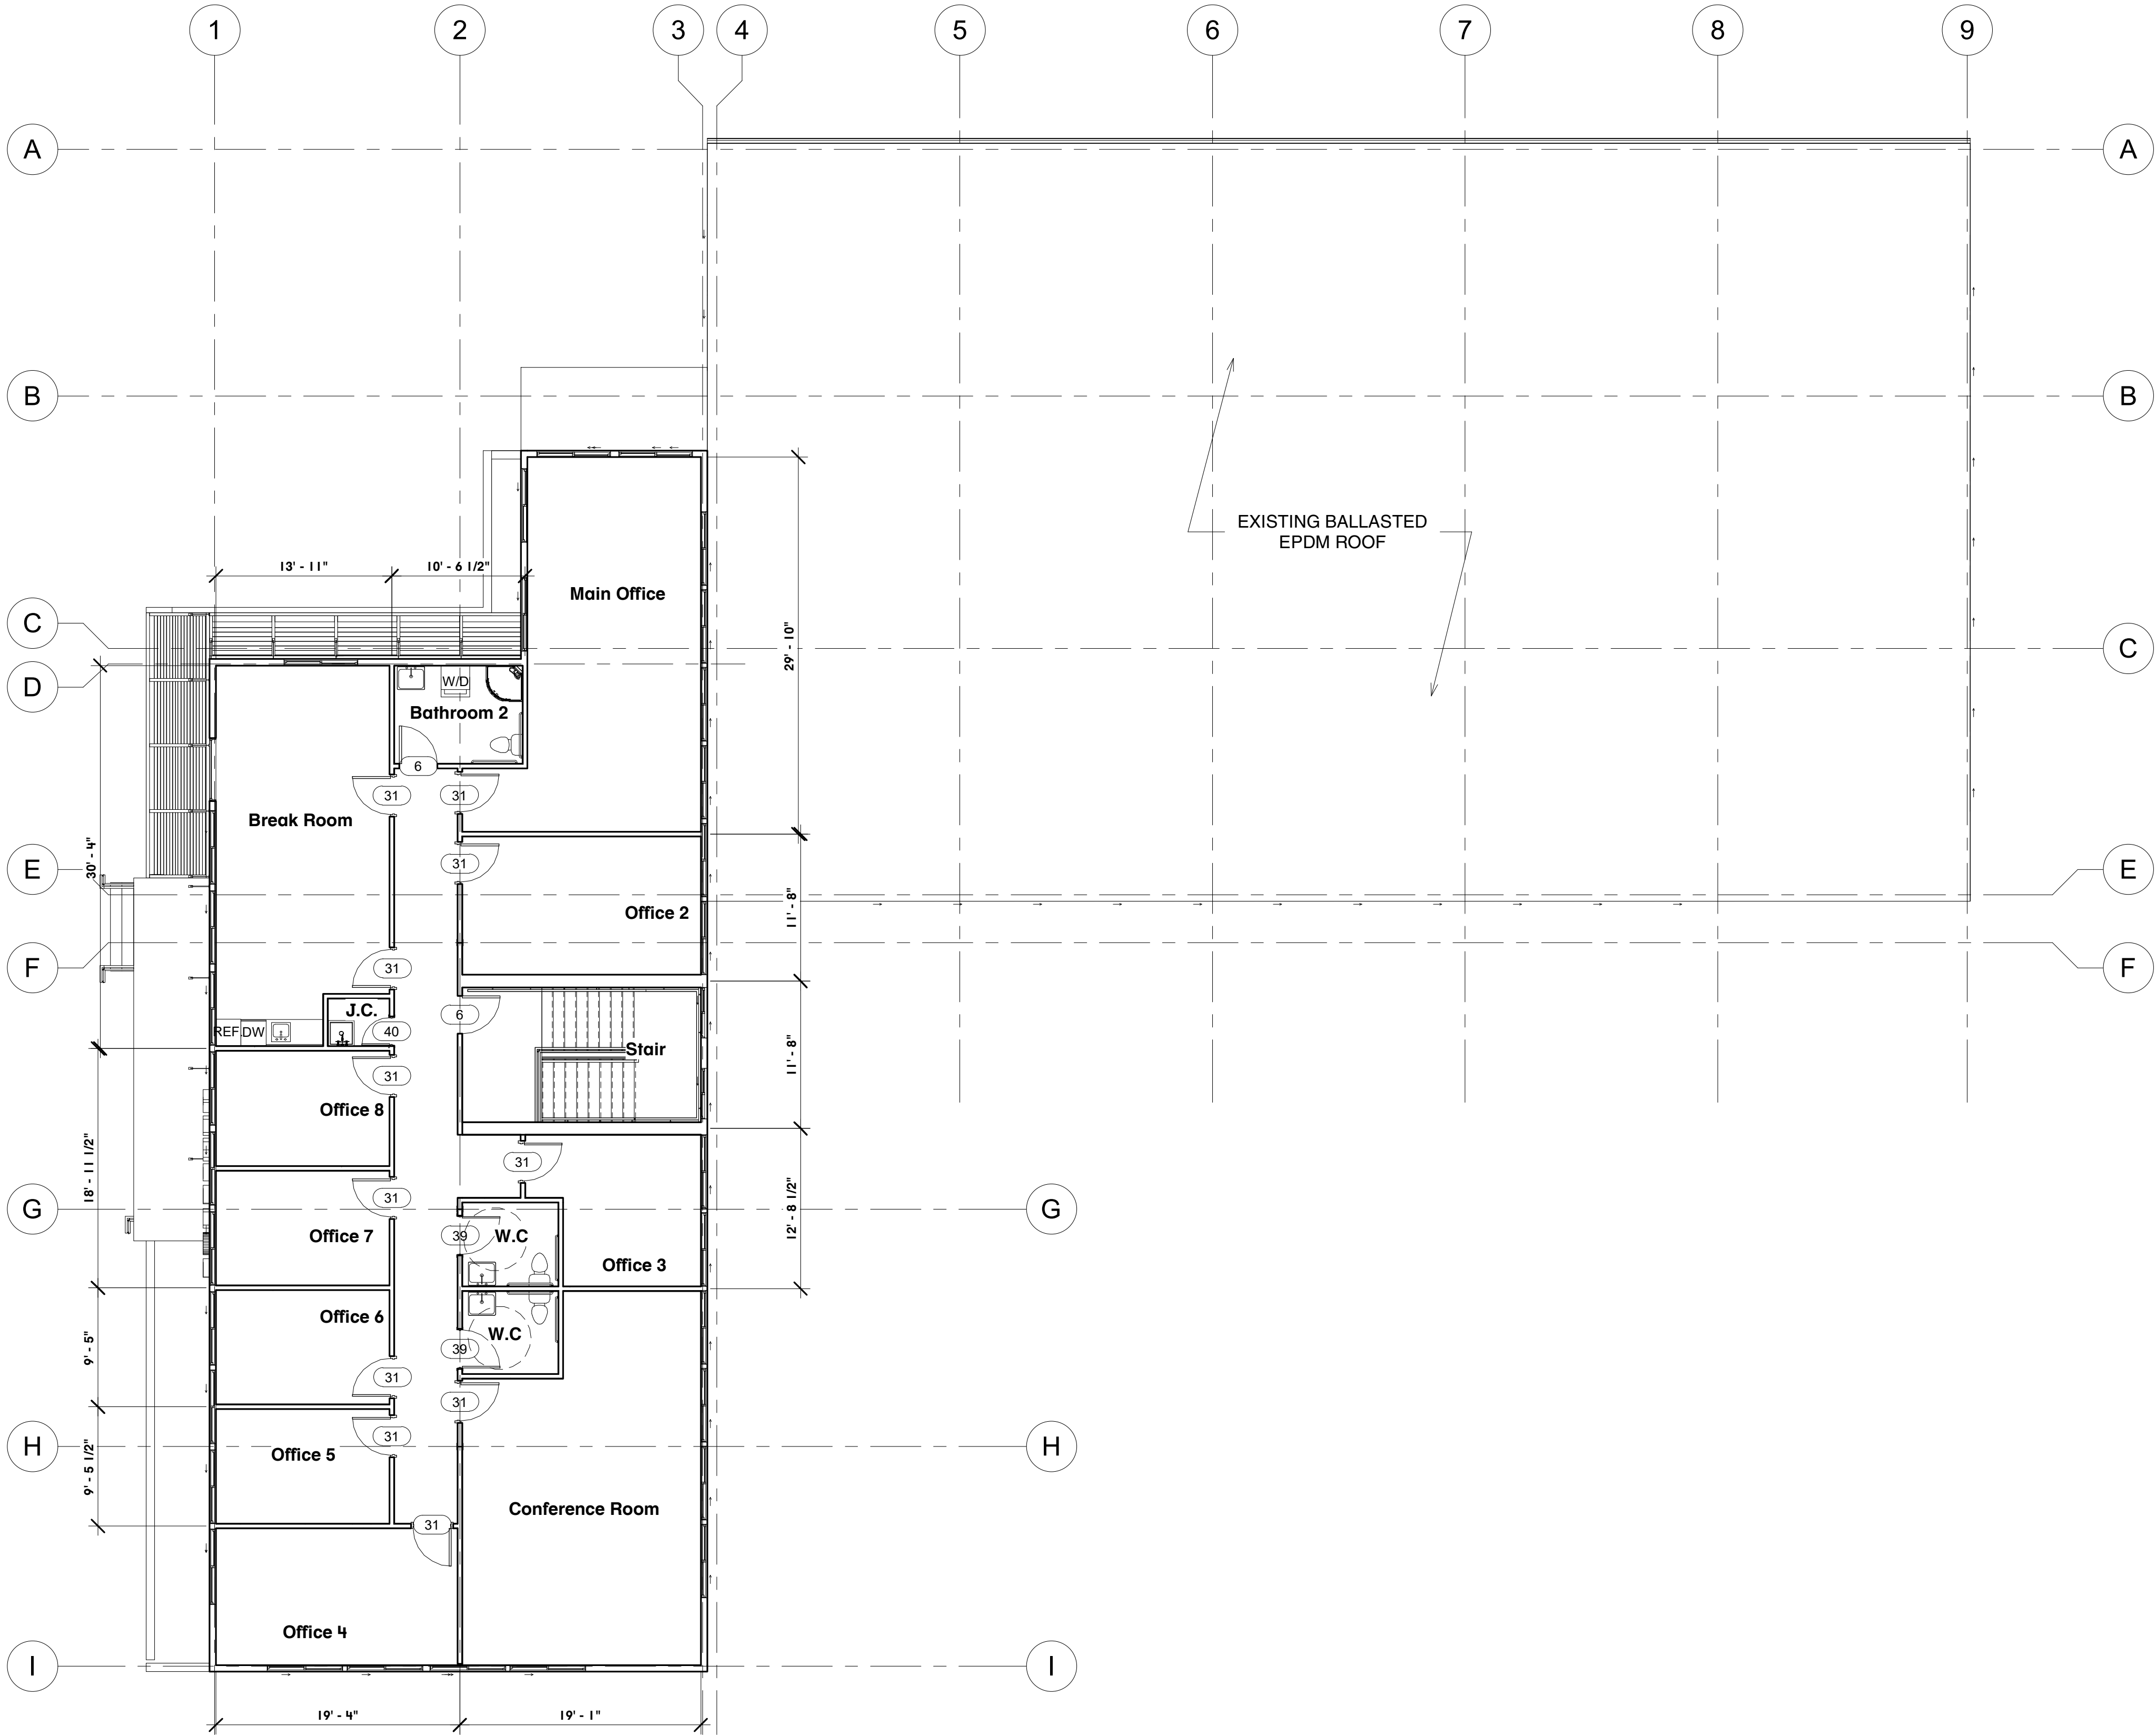 1 2 3 4 5 6 7 8 9
A A
B B
EXISTING BALLASTED
EPDM ROOF
13' - 11" 10' - 6 1/2"
Main Office
C C
29' - 10"
D
W/D
Bathroom 2
6
31 31
Break Room
30' - 4"
31
E E
Office 2
11' - 8"
F F
31
J.C.
6
REF. DW 40
Stair
11' - 8"
31
Office 8
18' - 11 1/2"
31
31
G G
12' - 8 1/2"
39 W.C
Office 7
Office 3
Office 6
9' - 5"
39 W.C
31
31
31
H H
Office 5
9' - 5 1/2"
Conference Room
31
Office 4
I I
19' - 4" 19' - 1"